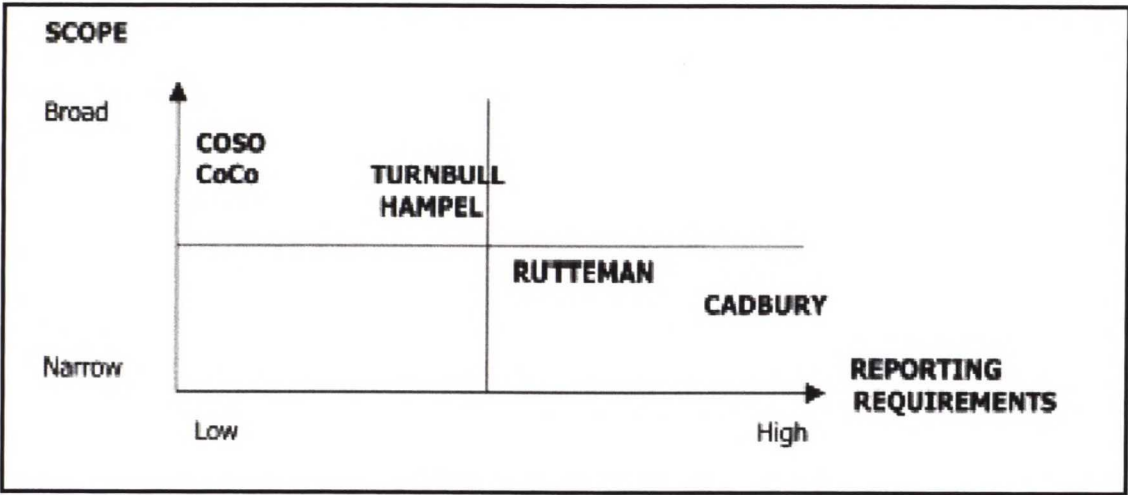 SCOPE
Broad
COSO
CoCo
TURNBULL
HAMPEL
RUTTEMAN
CADBURY
Narrow
REPORTING
REQUIREMENTS
Low
High